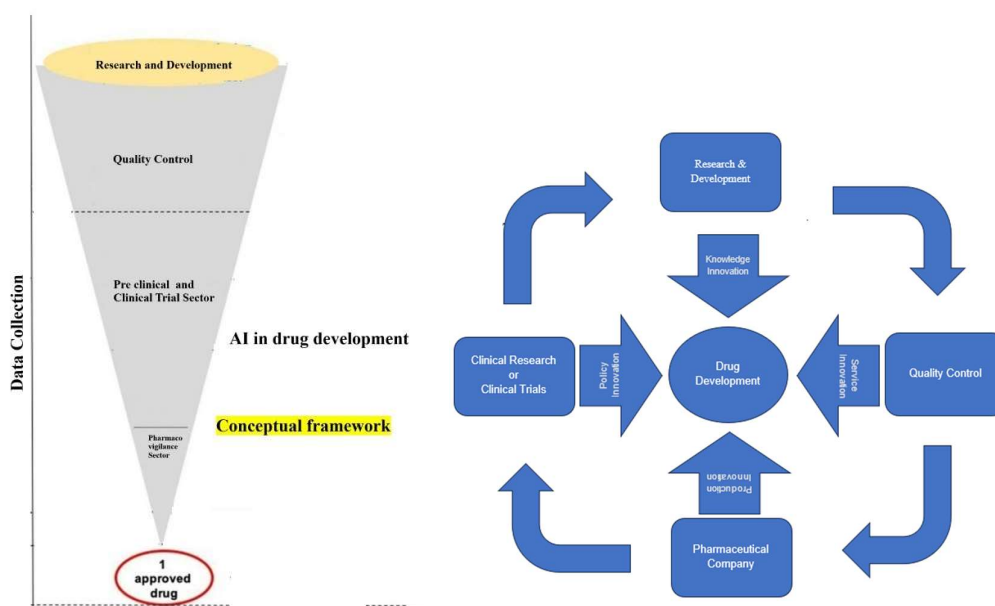 Research and Development
Quality Control
Data Collection
Pre clinical and
Clinical Trial Sector
AI in drug development
Conceptual framework
Pharmaco
vigilance
Sector
1
approved
drug
Research &
Development
Knowledge
Innovation
Clinical Research
or
Clinical Trials
Policy
Innovation
Drug
Development
Service
Innovation
Quality Control
Production
Innovation
Pharmaceutical
Company